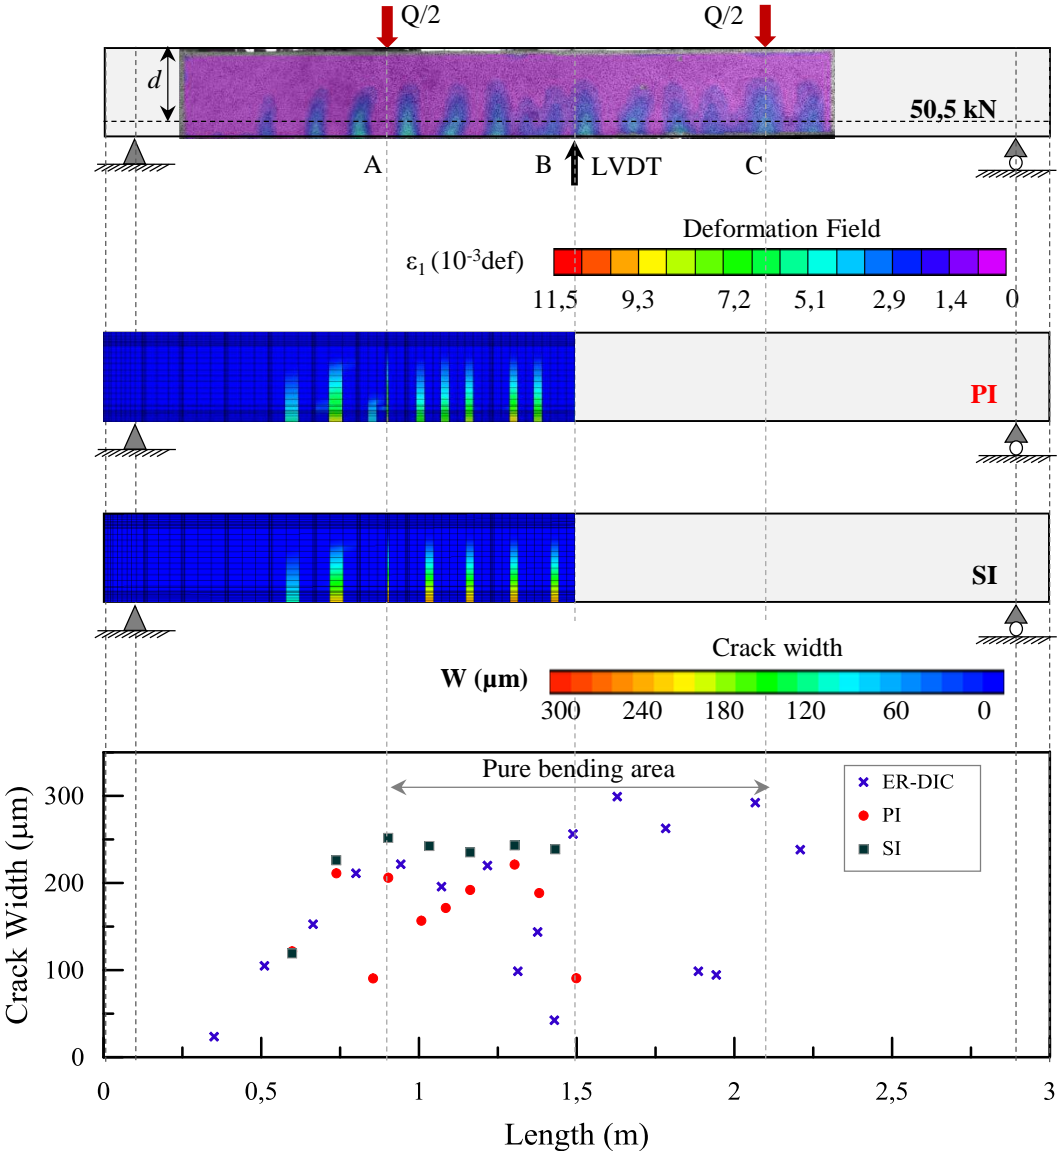 Q/2 Q/2
d
50,5 kN
A B LVDT C
Deformation Field
ε₁ (10⁻³def)
11,5 9,3 7,2 5,1 2,9 1,4 0
PI
SI
Crack width
W (µm)
300 240 180 120 60 0
Pure bending area
ER-DIC
PI
SI
Crack Width (µm)
300
200
100
0
0 0,5 1 1,5 2 2,5 3
Length (m)